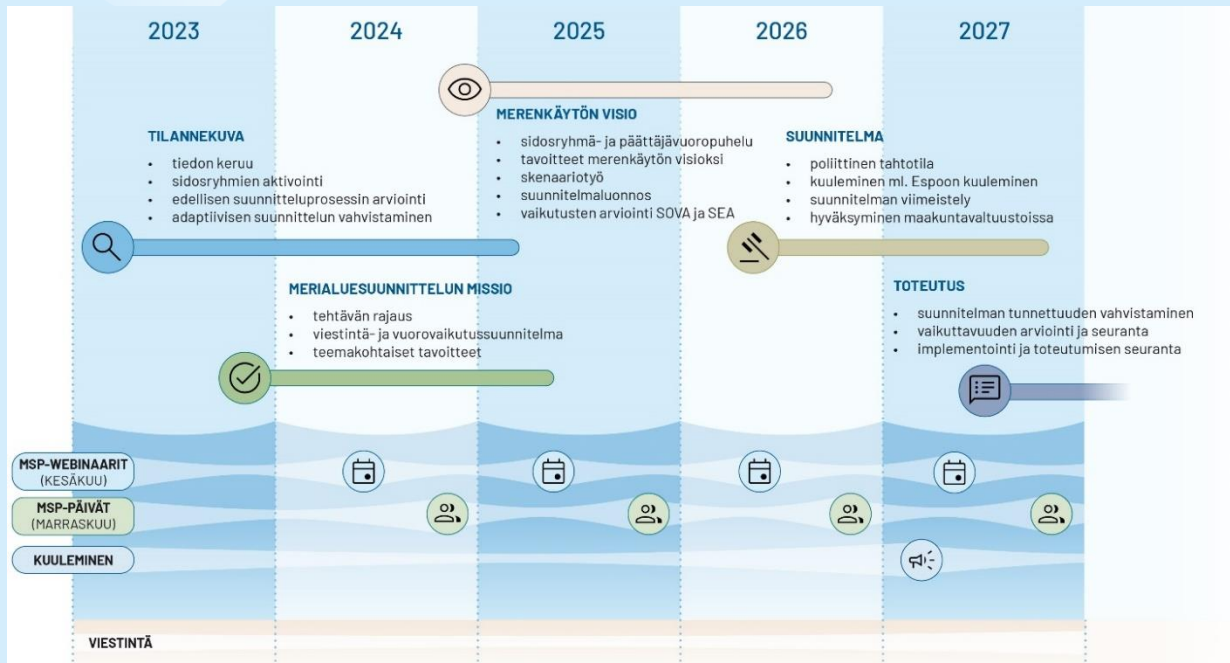 2023
2024
2025
2026
2027
TILANNEKUVA
• tiedon keruu
• sidosryhmien aktivointi
• edellisen suunnitteluprosessin arviointi
• adaptiivisen suunnittelun vahvistaminen
MERENKÄYTÖN VISIO
• sidosryhmä- ja päättäjävuoropuhelu
• tavoitteet merenkäytön visioksi
• skenaariotyö
• suunnitelmaluonnos
• vaikutusten arviointi SOVA ja SEA
SUUNNITELMA
• poliittinen tahtotila
• kuuleminen ml. Espoon kuuleminen
• suunnitelman viimeistely
• hyväksyminen maakuntavaltuustoissa
MERIALUESUUNNITTELUN MISSIO
• tehtävän rajaus
• viestintä- ja vuorovaikutussuunnitelma
• teemakohtaiset tavoitteet
TOTEUTUS
• suunnitelman tunnettuuden vahvistaminen
• vaikuttavuuden arviointi ja seuranta
• implementointi ja toteutumisen seuranta
MSP-WEBINAARIT
(KESÄKUU)
MSP-PÄIVÄT
(MARRASKUU)
KUULEMINEN
VIESTINTÄ